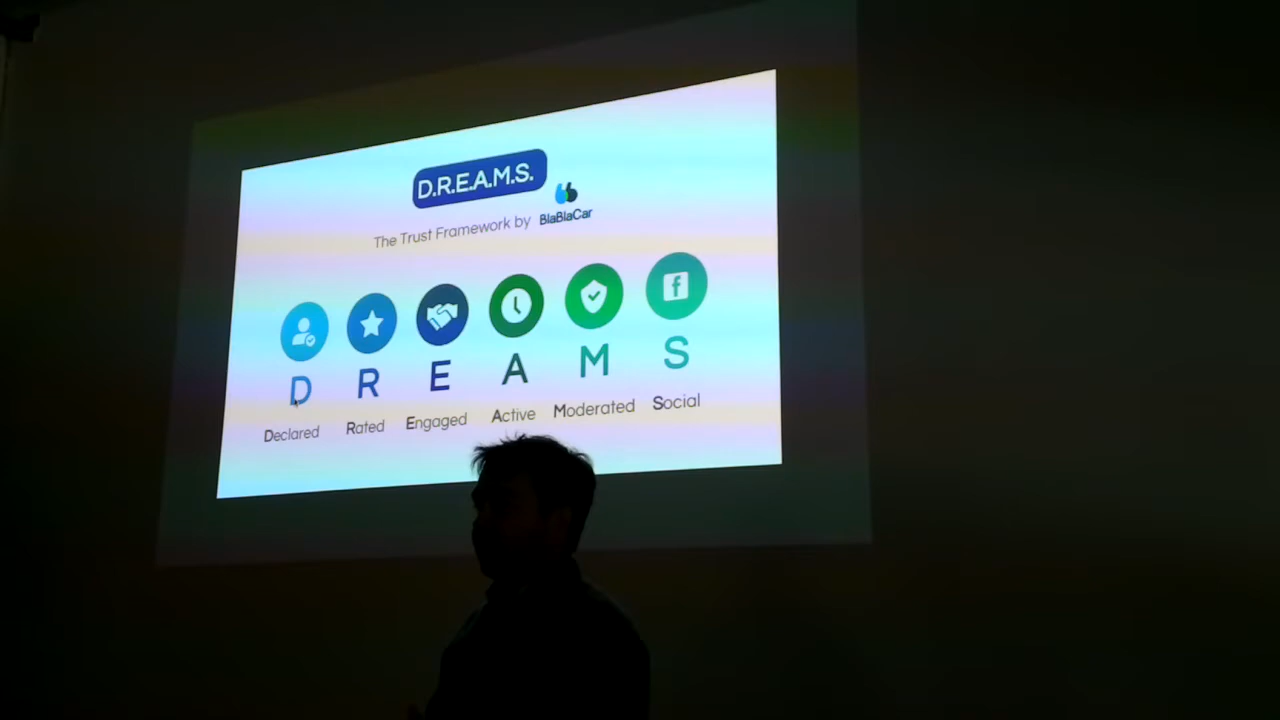 D.R.E.A.M.S.
The Trust Framework by BlaBlaCar
D R E A M S
Declared Rated Engaged Active Moderated Social